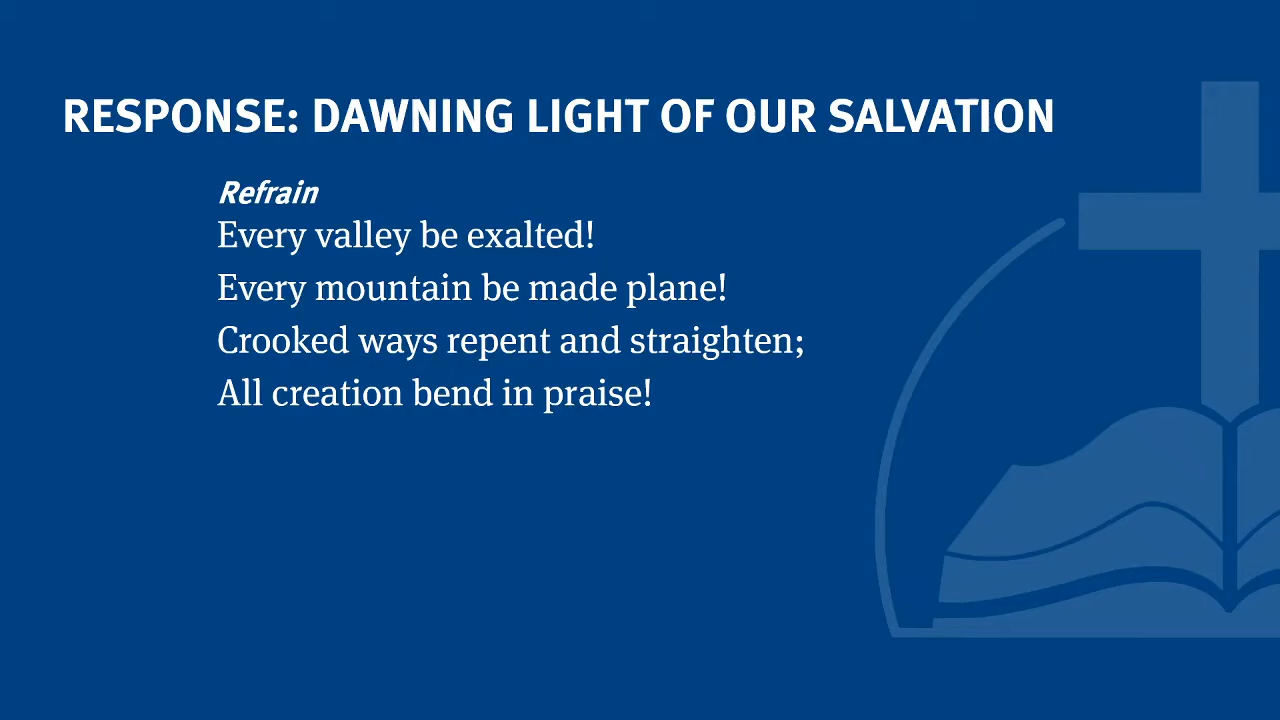 RESPONSE: DAWNING LIGHT OF OUR SALVATION
Refrain
Every valley be exalted!
Every mountain be made plane!
Crooked ways repent and straighten;
All creation bend in praise!